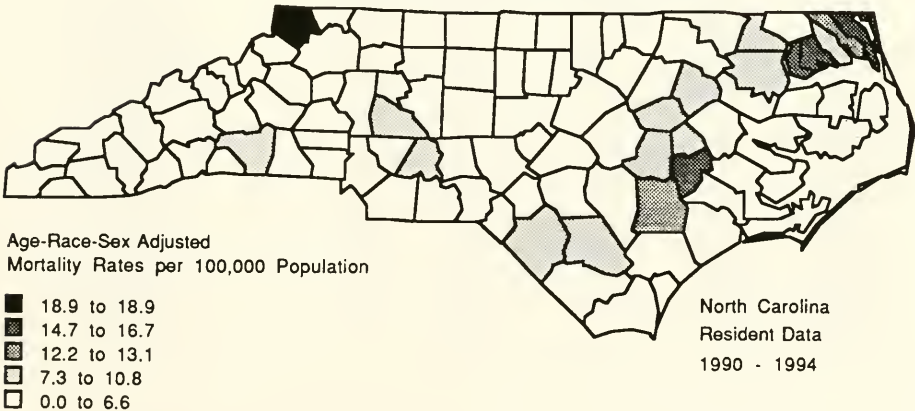 Age-Race-Sex Adjusted
Mortality Rates per 100,000 Population
18.9 to 18.9
14.7 to 16.7
12.2 to 13.1
7.3 to 10.8
0.0 to 6.6
North Carolina
Resident Data
1990 - 1994